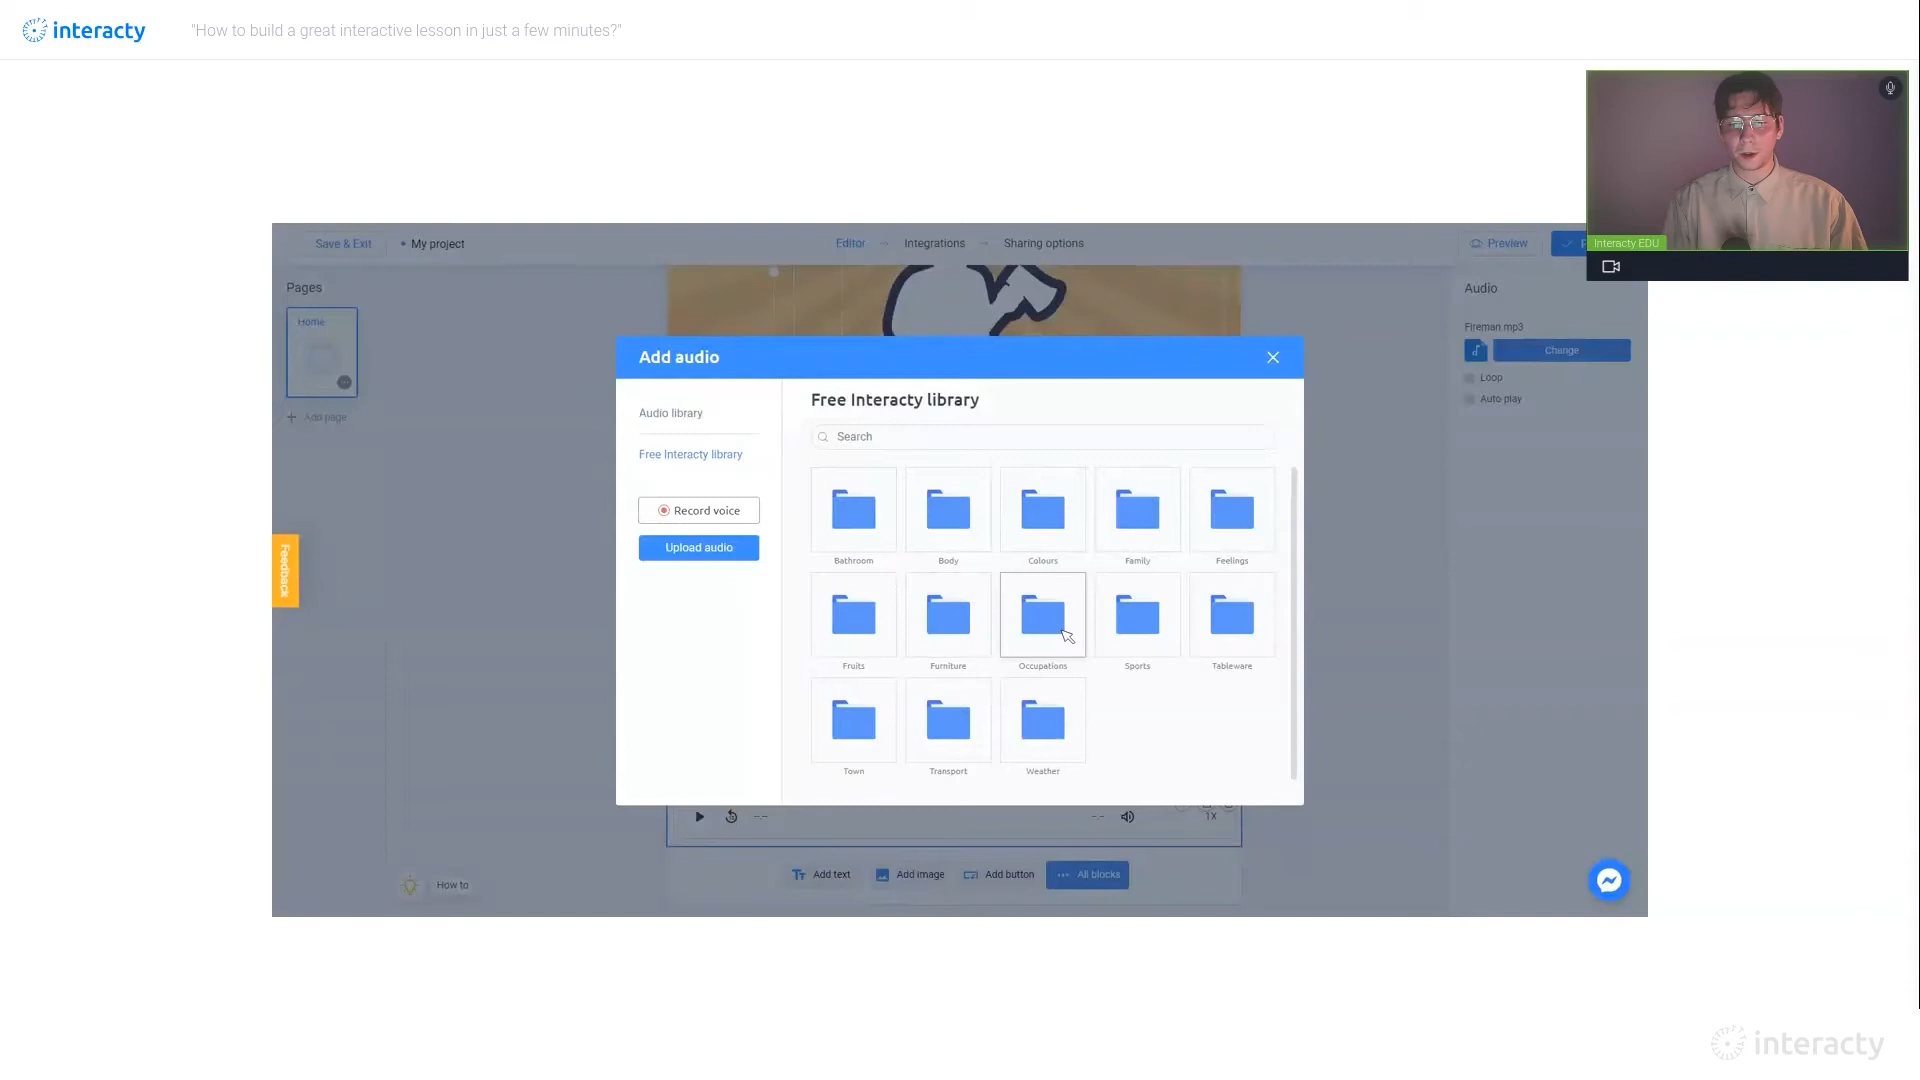 interacty
"How to build a great interactive lesson in just a few minutes?"
Interacty EDU
Save & Exit
• My project
Editor
Integrations
Sharing options
Preview
Pages
Home
Add page
Audio
Fireman mp3
Change
Loop
Auto play
Feedback
Add audio
Audio library
Free Interacty library
Record voice
Upload audio
Free Interacty library
Search
Bathroom
Body
Colours
Family
Feelings
Fruits
Furniture
Occupations
Sports
Tableware
Town
Transport
Weather
--:--
--:--
1X
Add text
Add image
Add button
All blocks
How to
interacty